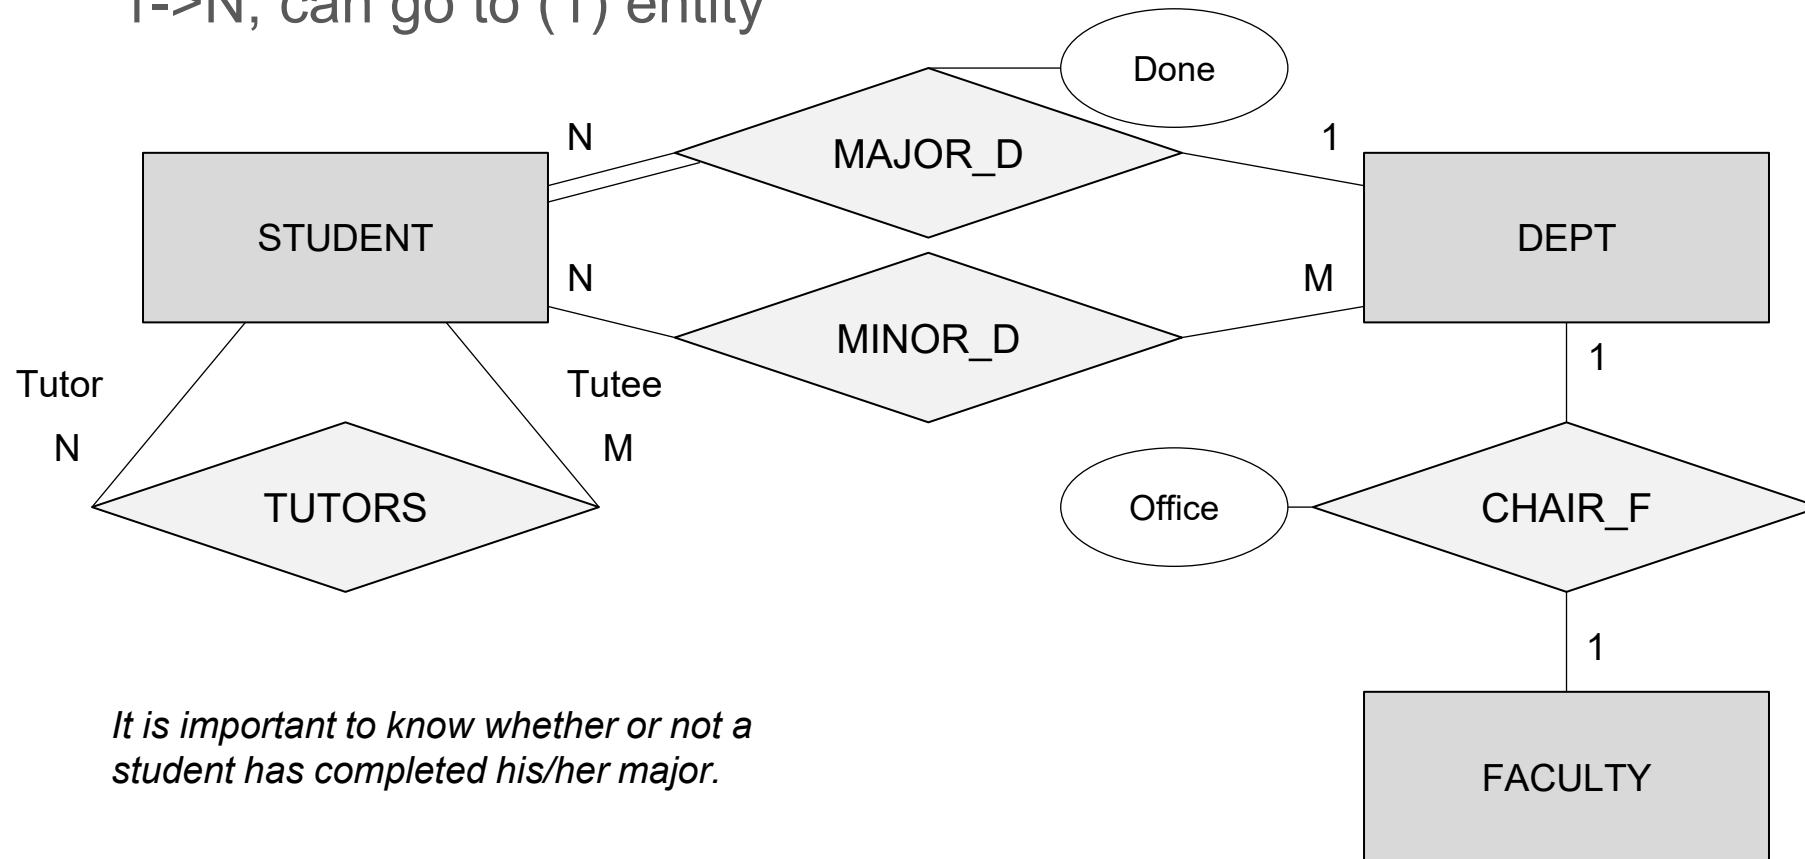 1->N, can go to (1) entity
Done
N
MAJOR_D
1
STUDENT
DEPT
N
MINOR_D
M
1
Tutor
Tutee
N
M
TUTORS
Office
CHAIR_F
1
It is important to know whether or not a
student has completed his/her major.
FACULTY